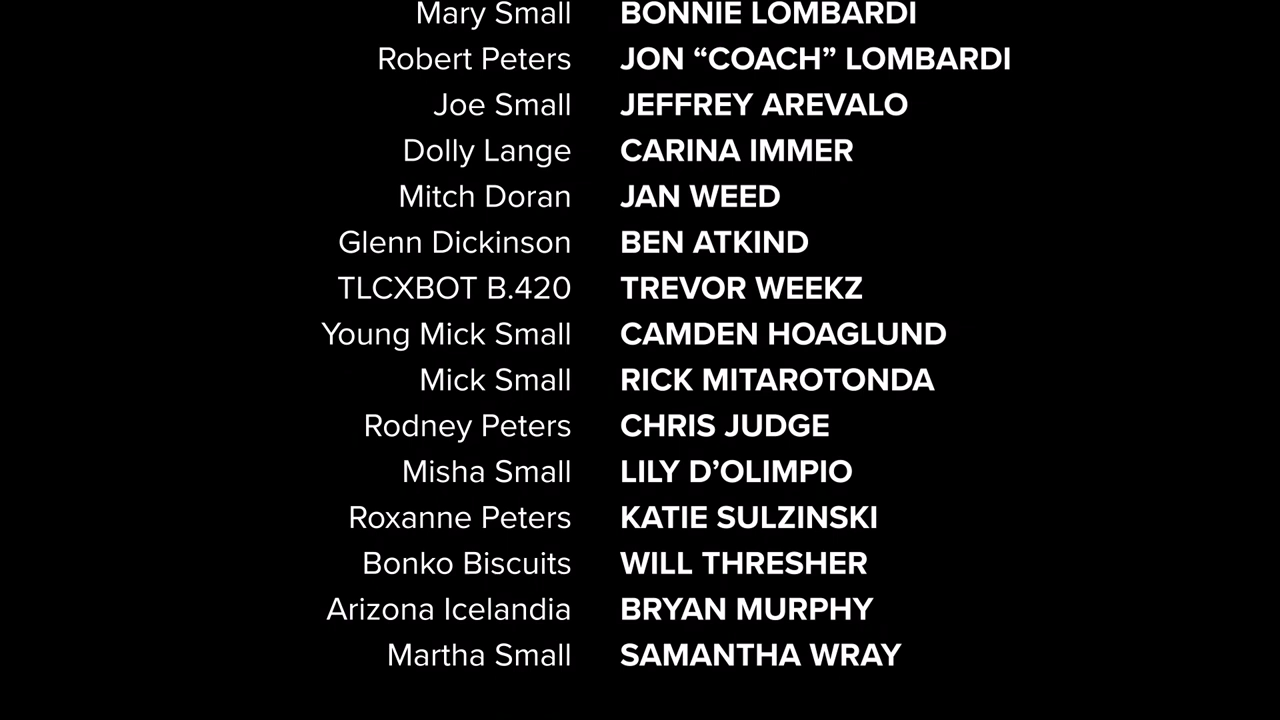 Mary Small BONNIE LOMBARDI
Robert Peters JON “COACH” LOMBARDI
Joe Small JEFFREY AREVALO
Dolly Lange CARINA IMMER
Mitch Doran JAN WEED
Glenn Dickinson BEN ATKIND
TLCXBOT B.420 TREVOR WEEKZ
Young Mick Small CAMDEN HOAGLUND
Mick Small RICK MITAROTONDA
Rodney Peters CHRIS JUDGE
Misha Small LILY D’OLIMPIO
Roxanne Peters KATIE SULZINSKI
Bonko Biscuits WILL THRESHER
Arizona Icelandia BRYAN MURPHY
Martha Small SAMANTHA WRAY